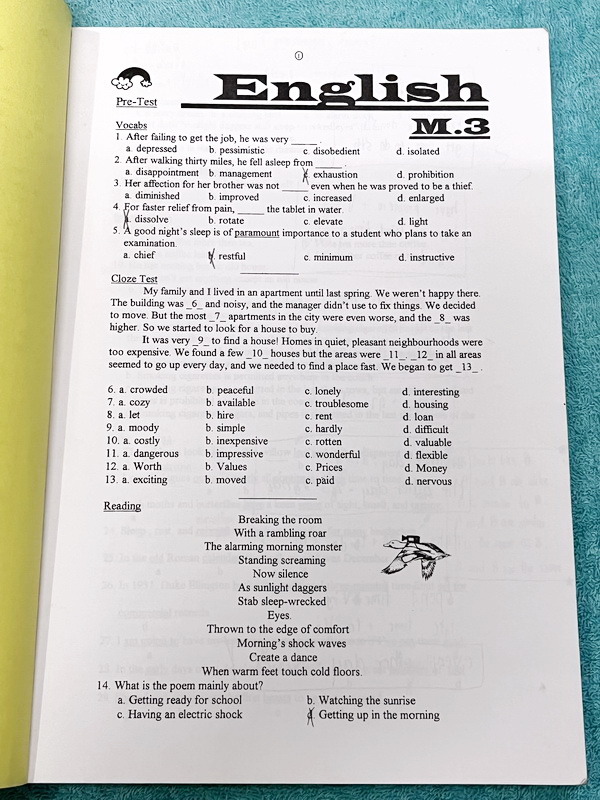 1
English
Pre-Test
M.3
Vocabs
1. After failing to get the job, he was very _____ .
a. depressed b. pessimistic c. disobedient d. isolated
2. After walking thirty miles, he fell asleep from _____ .
a. disappointment b. management c. exhaustion d. prohibition
3. Her affection for her brother was not _____ even when he was proved to be a thief.
a. diminished b. improved c. increased d. enlarged
4. For faster relief from pain, _____ the tablet in water.
a. dissolve b. rotate c. elevate d. light
5. A good night's sleep is of paramount importance to a student who plans to take an
examination.
a. chief b. restful c. minimum d. instructive
Cloze Test
My family and I lived in an apartment until last spring. We weren't happy there.
The building was _6_ and noisy, and the manager didn't use to fix things. We decided
to move. But the most _7_ apartments in the city were even worse, and the _8_ was
higher. So we started to look for a house to buy.
It was very _9_ to find a house! Homes in quiet, pleasant neighbourhoods were
too expensive. We found a few _10_ houses but the areas were _11_. _12_ in all areas
seemed to go up every day, and we needed to find a place fast. We began to get _13_ .
6. a. crowded b. peaceful c. lonely d. interesting
7. a. cozy b. available c. troublesome d. housing
8. a. let b. hire c. rent d. loan
9. a. moody b. simple c. hardly d. difficult
10. a. costly b. inexpensive c. rotten d. valuable
11. a. dangerous b. impressive c. wonderful d. flexible
12. a. Worth b. Values c. Prices d. Money
13. a. exciting b. moved c. paid d. nervous
Reading
Breaking the room
With a rambling roar
The alarming morning monster
Standing screaming
Now silence
As sunlight daggers
Stab sleep-wrecked
Eyes.
Thrown to the edge of comfort
Morning's shock waves
Create a dance
When warm feet touch cold floors.
14. What is the poem mainly about?
a. Getting ready for school b. Watching the sunrise
c. Having an electric shock d. Getting up in the morning